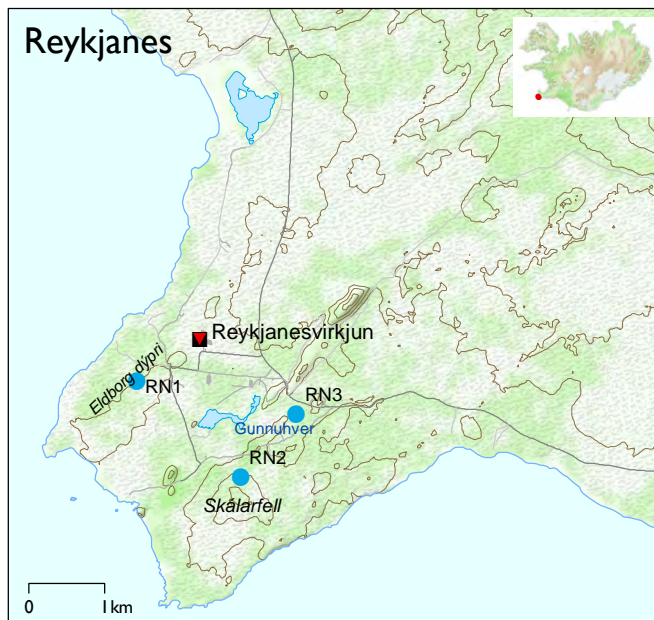 Reykjanes
Reykjanesvirkjun
Eldborg dýpri
RN1
RN3
Gunnuhver
RN2
Skálarfell
0 1 km